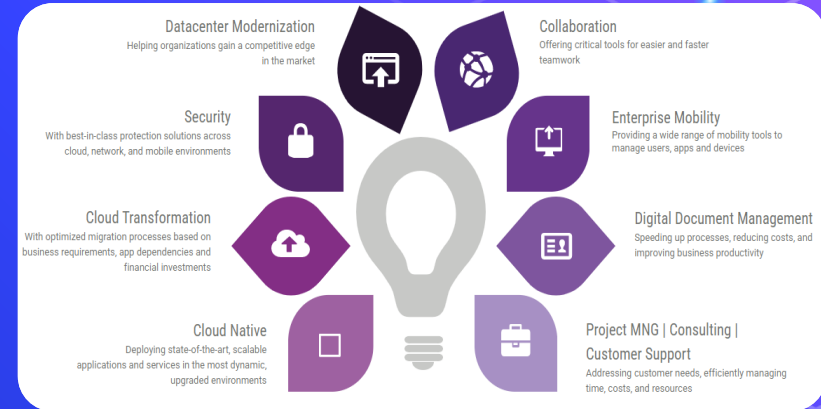 Datacenter Modernization
Helping organizations gain a competitive edge
in the market
Collaboration
Offering critical tools for easier and faster
teamwork
Security
With best-in-class protection solutions across
cloud, network, and mobile environments
Enterprise Mobility
Providing a wide range of mobility tools to
manage users, apps and devices
Cloud Transformation
With optimized migration processes based on
business requirements, app dependencies and
financial investments
Digital Document Management
Speeding up processes, reducing costs, and
improving business productivity
Cloud Native
Deploying state-of-the-art, scalable
applications and services in the most dynamic,
upgraded environments
Project MNG | Consulting |
Customer Support
Addressing customer needs, efficiently managing
time, costs, and resources